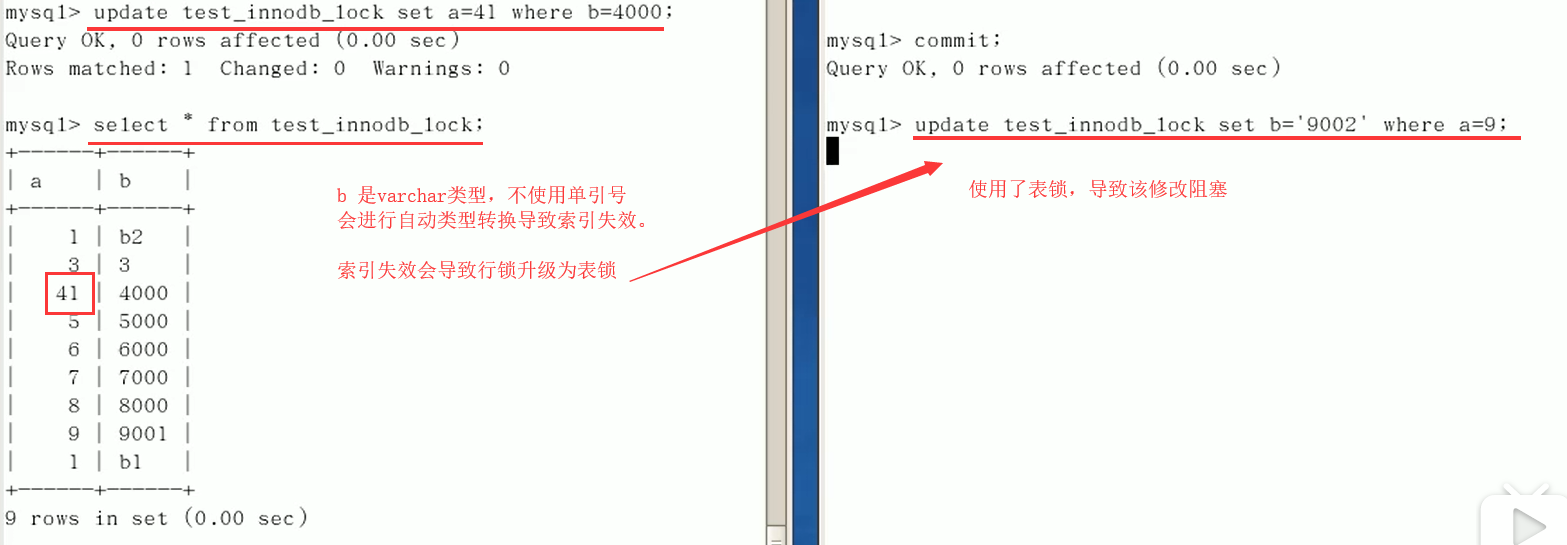 mysql> update test_innodb_lock set a=41 where b=4000;
Query OK, 0 rows affected (0.00 sec)
Rows matched: 1  Changed: 0  Warnings: 0
mysql> select * from test_innodb_lock;
+------+------+
| a    | b    |
+------+------+
|    1 | b2   |
|    3 | 3    |
|   41 | 4000 |
|    5 | 5000 |
|    6 | 6000 |
|    7 | 7000 |
|    8 | 8000 |
|    9 | 9001 |
|    1 | b1   |
+------+------+
9 rows in set (0.00 sec)
b 是varchar类型，不使用单引号
会进行自动类型转换导致索引失效。
索引失效会导致行锁升级为表锁
mysql> commit;
Query OK, 0 rows affected (0.00 sec)
mysql> update test_innodb_lock set b='9002' where a=9;
使用了表锁，导致该修改阻塞